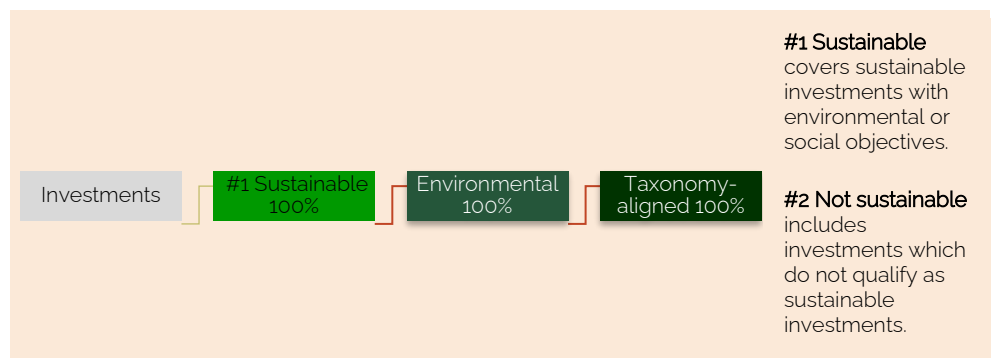 Investments
#1 Sustainable
100%
Environmental
100%
Taxonomy-
aligned 100%
#1 Sustainable
covers sustainable
investments with
environmental or
social objectives.
#2 Not sustainable
includes
investments which
do not qualify as
sustainable
investments.